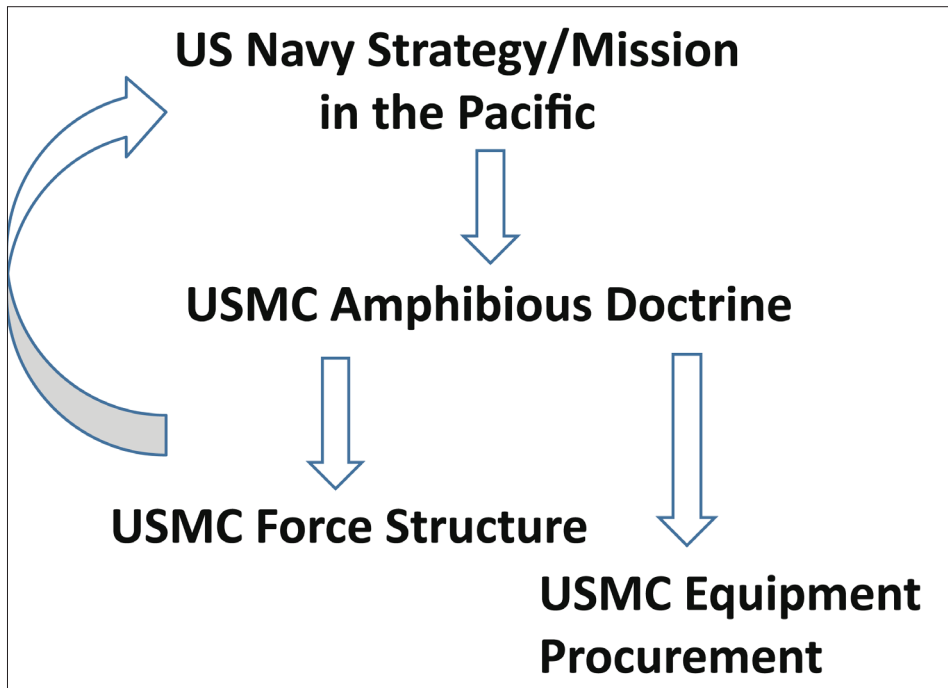 US Navy Strategy/Mission
in the Pacific
USMC Amphibious Doctrine
USMC Force Structure
USMC Equipment
Procurement